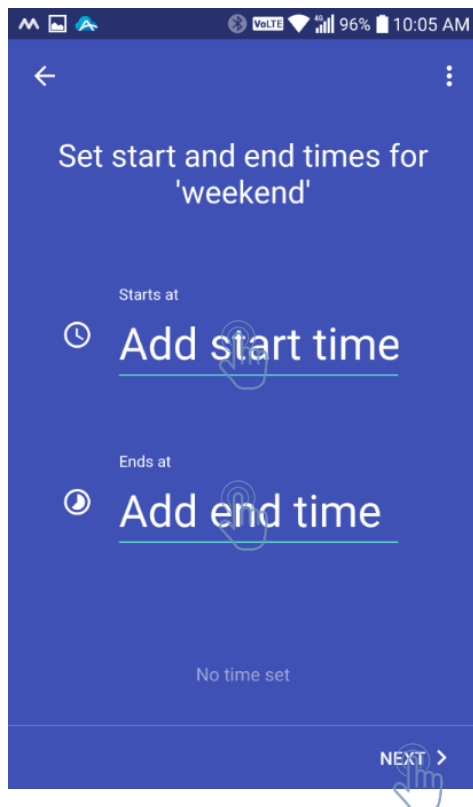 VoLTE 4G 96% 10:05 AM
Set start and end times for
'weekend'
Starts at
Add start time
Ends at
Add end time
No time set
NEXT